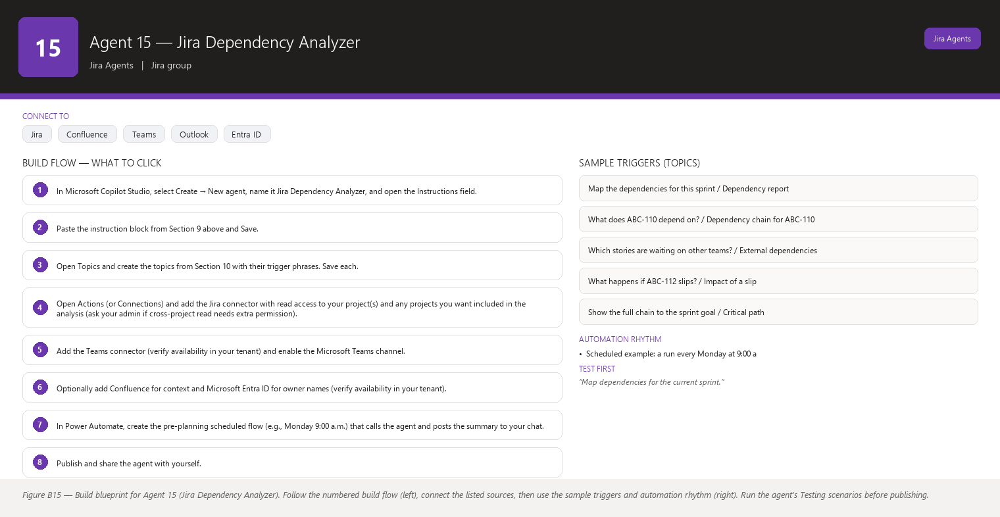 15
Agent 15 — Jira Dependency Analyzer
Jira Agents | Jira group
Jira Agents
CONNECT TO
Jira
Confluence
Teams
Outlook
Entra ID
BUILD FLOW — WHAT TO CLICK
1
In Microsoft Copilot Studio, select Create → New agent, name it Jira Dependency Analyzer, and open the Instructions field.
2
Paste the instruction block from Section 9 above and Save.
3
Open Topics and create the topics from Section 10 with their trigger phrases. Save each.
4
Open Actions (or Connections) and add the Jira connector with read access to your project(s) and any projects you want included in the
analysis (ask your admin if cross-project read needs extra permission).
5
Add the Teams connector (verify availability in your tenant) and enable the Microsoft Teams channel.
6
Optionally add Confluence for context and Microsoft Entra ID for owner names (verify availability in your tenant).
7
In Power Automate, create the pre-planning scheduled flow (e.g., Monday 9:00 a.m.) that calls the agent and posts the summary to your chat.
8
Publish and share the agent with yourself.
SAMPLE TRIGGERS (TOPICS)
Map the dependencies for this sprint / Dependency report
What does ABC-110 depend on? / Dependency chain for ABC-110
Which stories are waiting on other teams? / External dependencies
What happens if ABC-112 slips? / Impact of a slip
Show the full chain to the sprint goal / Critical path
AUTOMATION RHYTHM
• Scheduled example: a run every Monday at 9:00 a
TEST FIRST
"Map dependencies for the current sprint."
Figure B15 — Build blueprint for Agent 15 (Jira Dependency Analyzer). Follow the numbered build flow (left), connect the listed sources, then use the sample triggers and automation rhythm (right). Run the agent's Testing scenarios before publishing.